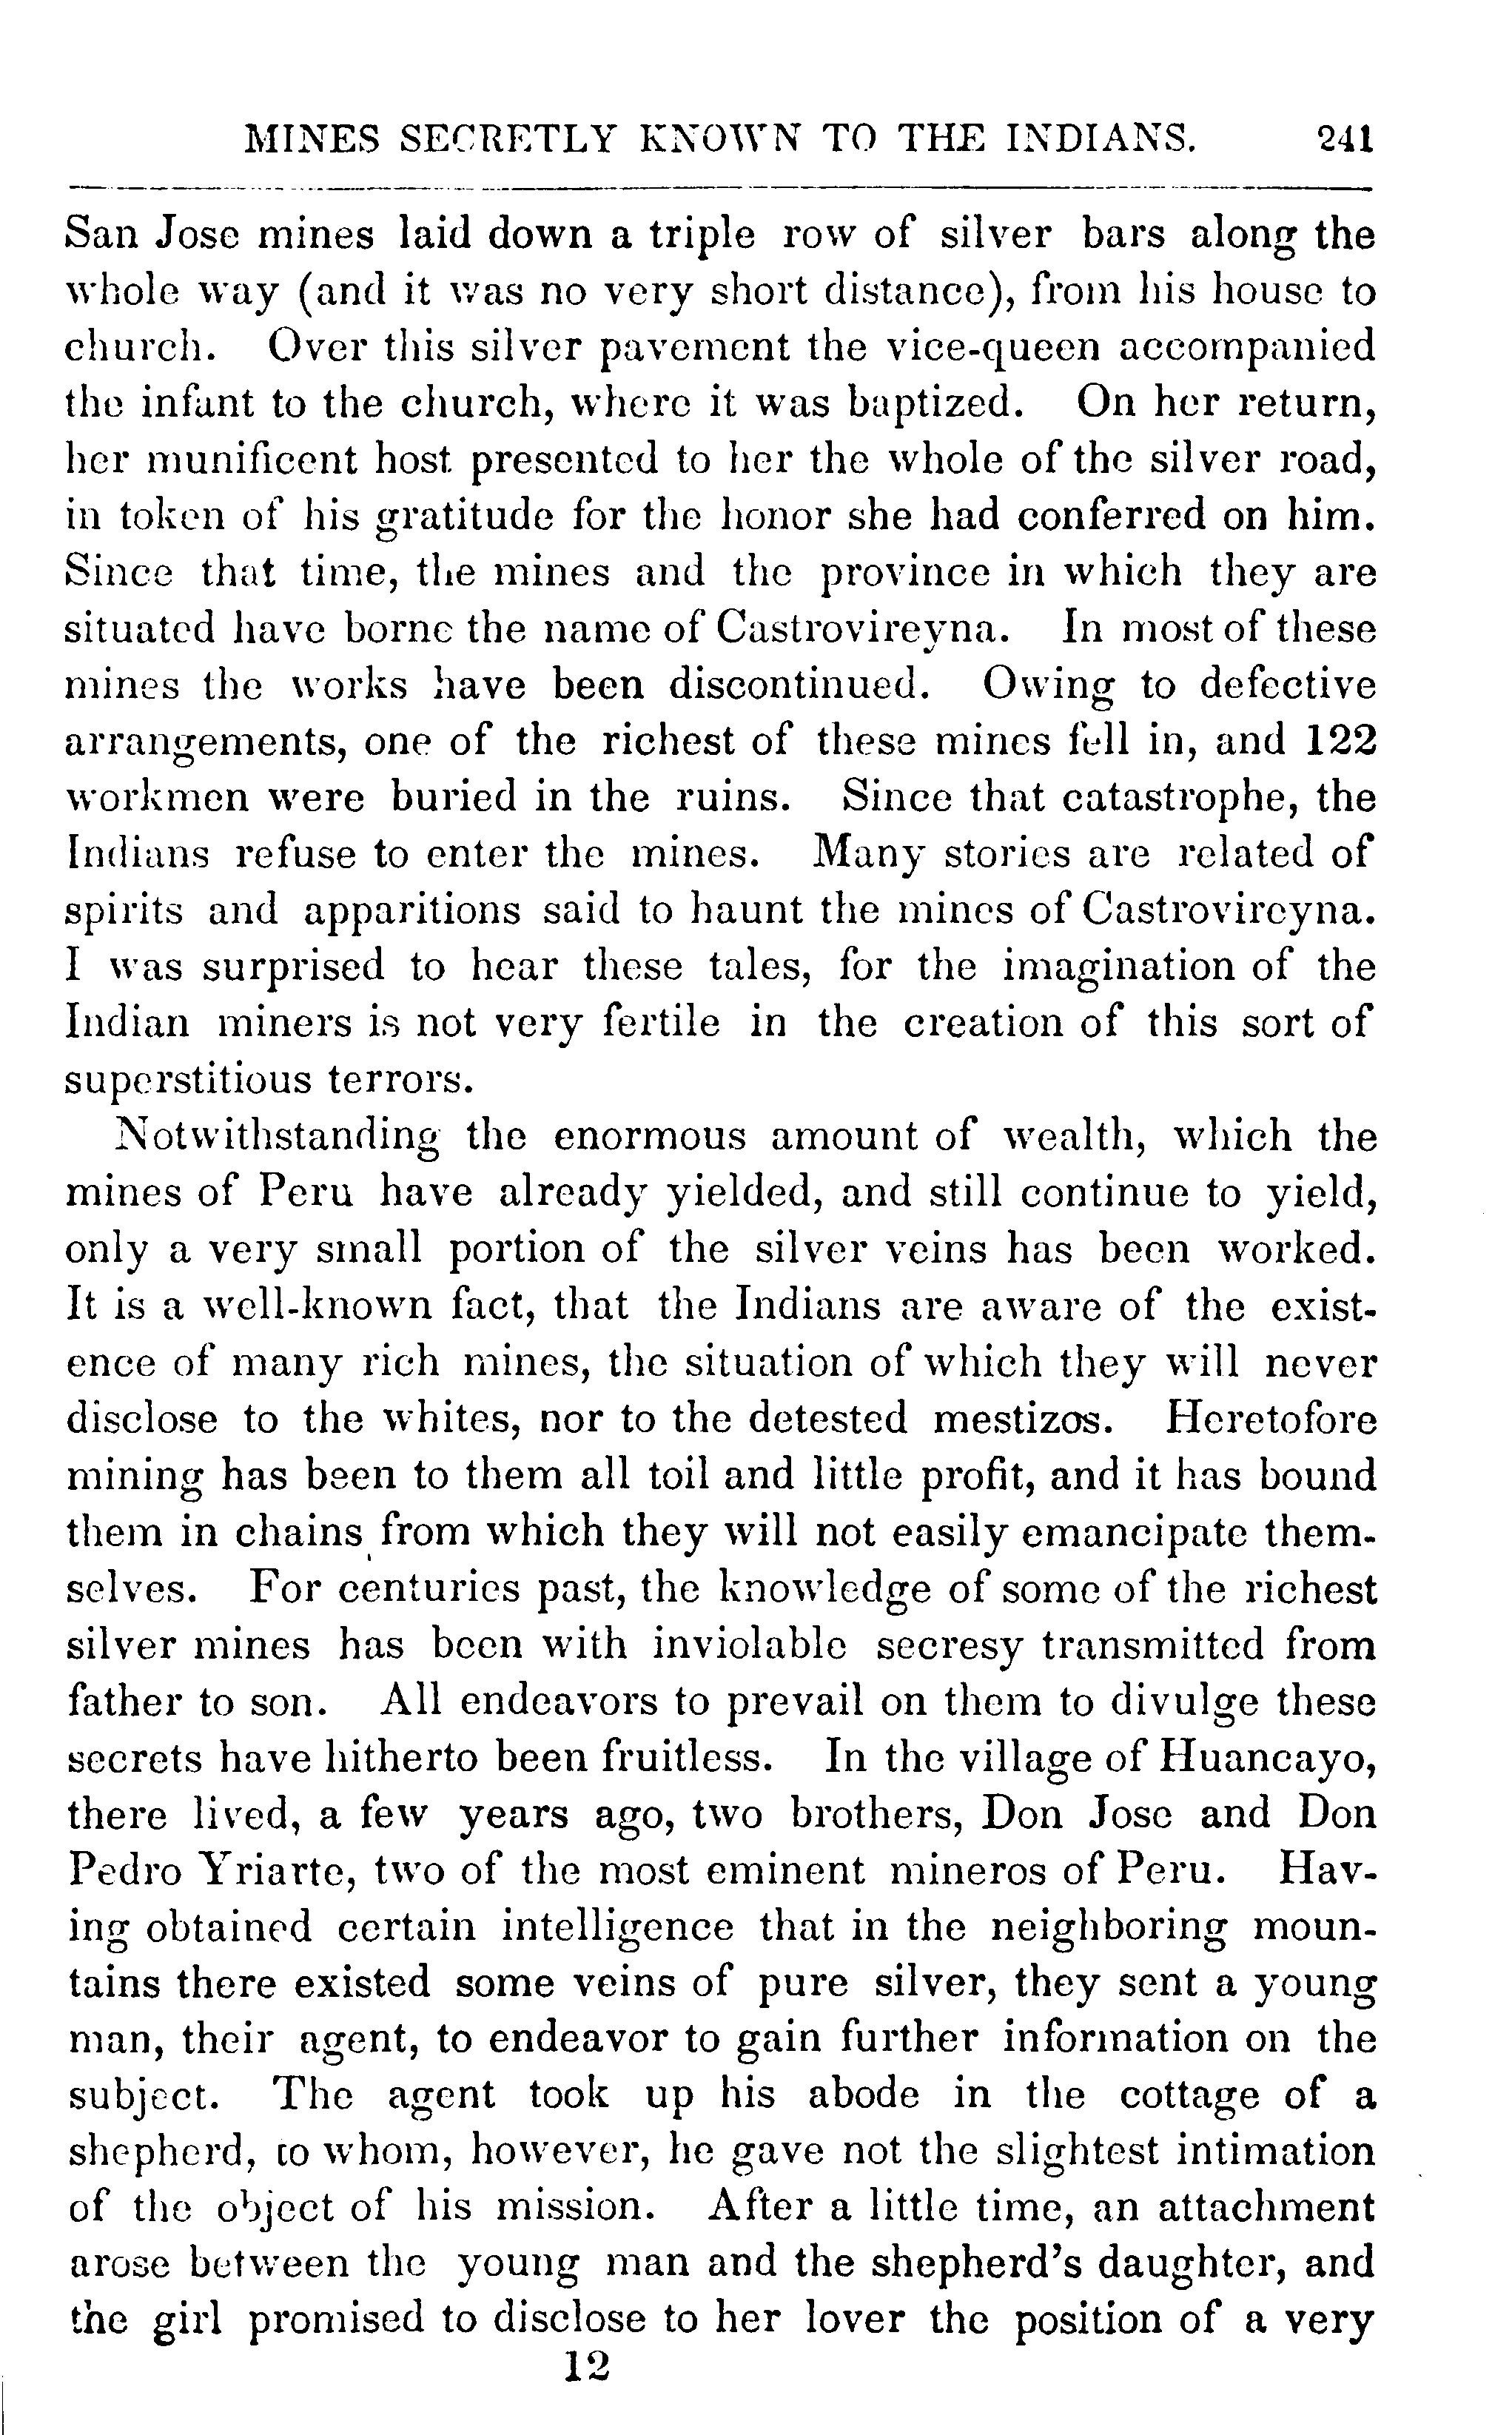 MINES SECRETLY KNOWN TO THE INDIANS. 241
San Jose mines laid down a triple row of silver bars along the
whole way (and it was no very short distance), from his house to
church. Over this silver pavement the vice-queen accompanied
the infant to the church, where it was baptized. On her return,
her munificent host presented to her the whole of the silver road,
in token of his gratitude for the honor she had conferred on him.
Since that time, the mines and the province in which they are
situated have borne the name of Castrovireyna. In most of these
mines the works have been discontinued. Owing to defective
arrangements, one of the richest of these mines fell in, and 122
workmen were buried in the ruins. Since that catastrophe, the
Indians refuse to enter the mines. Many stories are related of
spirits and apparitions said to haunt the mines of Castrovireyna.
I was surprised to hear these tales, for the imagination of the
Indian miners is not very fertile in the creation of this sort of
superstitious terrors.
Notwithstanding the enormous amount of wealth, which the
mines of Peru have already yielded, and still continue to yield,
only a very small portion of the silver veins has been worked.
It is a well-known fact, that the Indians are aware of the exist-
ence of many rich mines, the situation of which they will never
disclose to the whites, nor to the detested mestizos. Heretofore
mining has been to them all toil and little profit, and it has bound
them in chains from which they will not easily emancipate them-
selves. For centuries past, the knowledge of some of the richest
silver mines has been with inviolable secresy transmitted from
father to son. All endeavors to prevail on them to divulge these
secrets have hitherto been fruitless. In the village of Huancayo,
there lived, a few years ago, two brothers, Don Jose and Don
Pedro Yriarte, two of the most eminent mineros of Peru. Hav-
ing obtained certain intelligence that in the neighboring moun-
tains there existed some veins of pure silver, they sent a young
man, their agent, to endeavor to gain further information on the
subject. The agent took up his abode in the cottage of a
shepherd, to whom, however, he gave not the slightest intimation
of the object of his mission. After a little time, an attachment
arose between the young man and the shepherd's daughter, and
the girl promised to disclose to her lover the position of a very
12